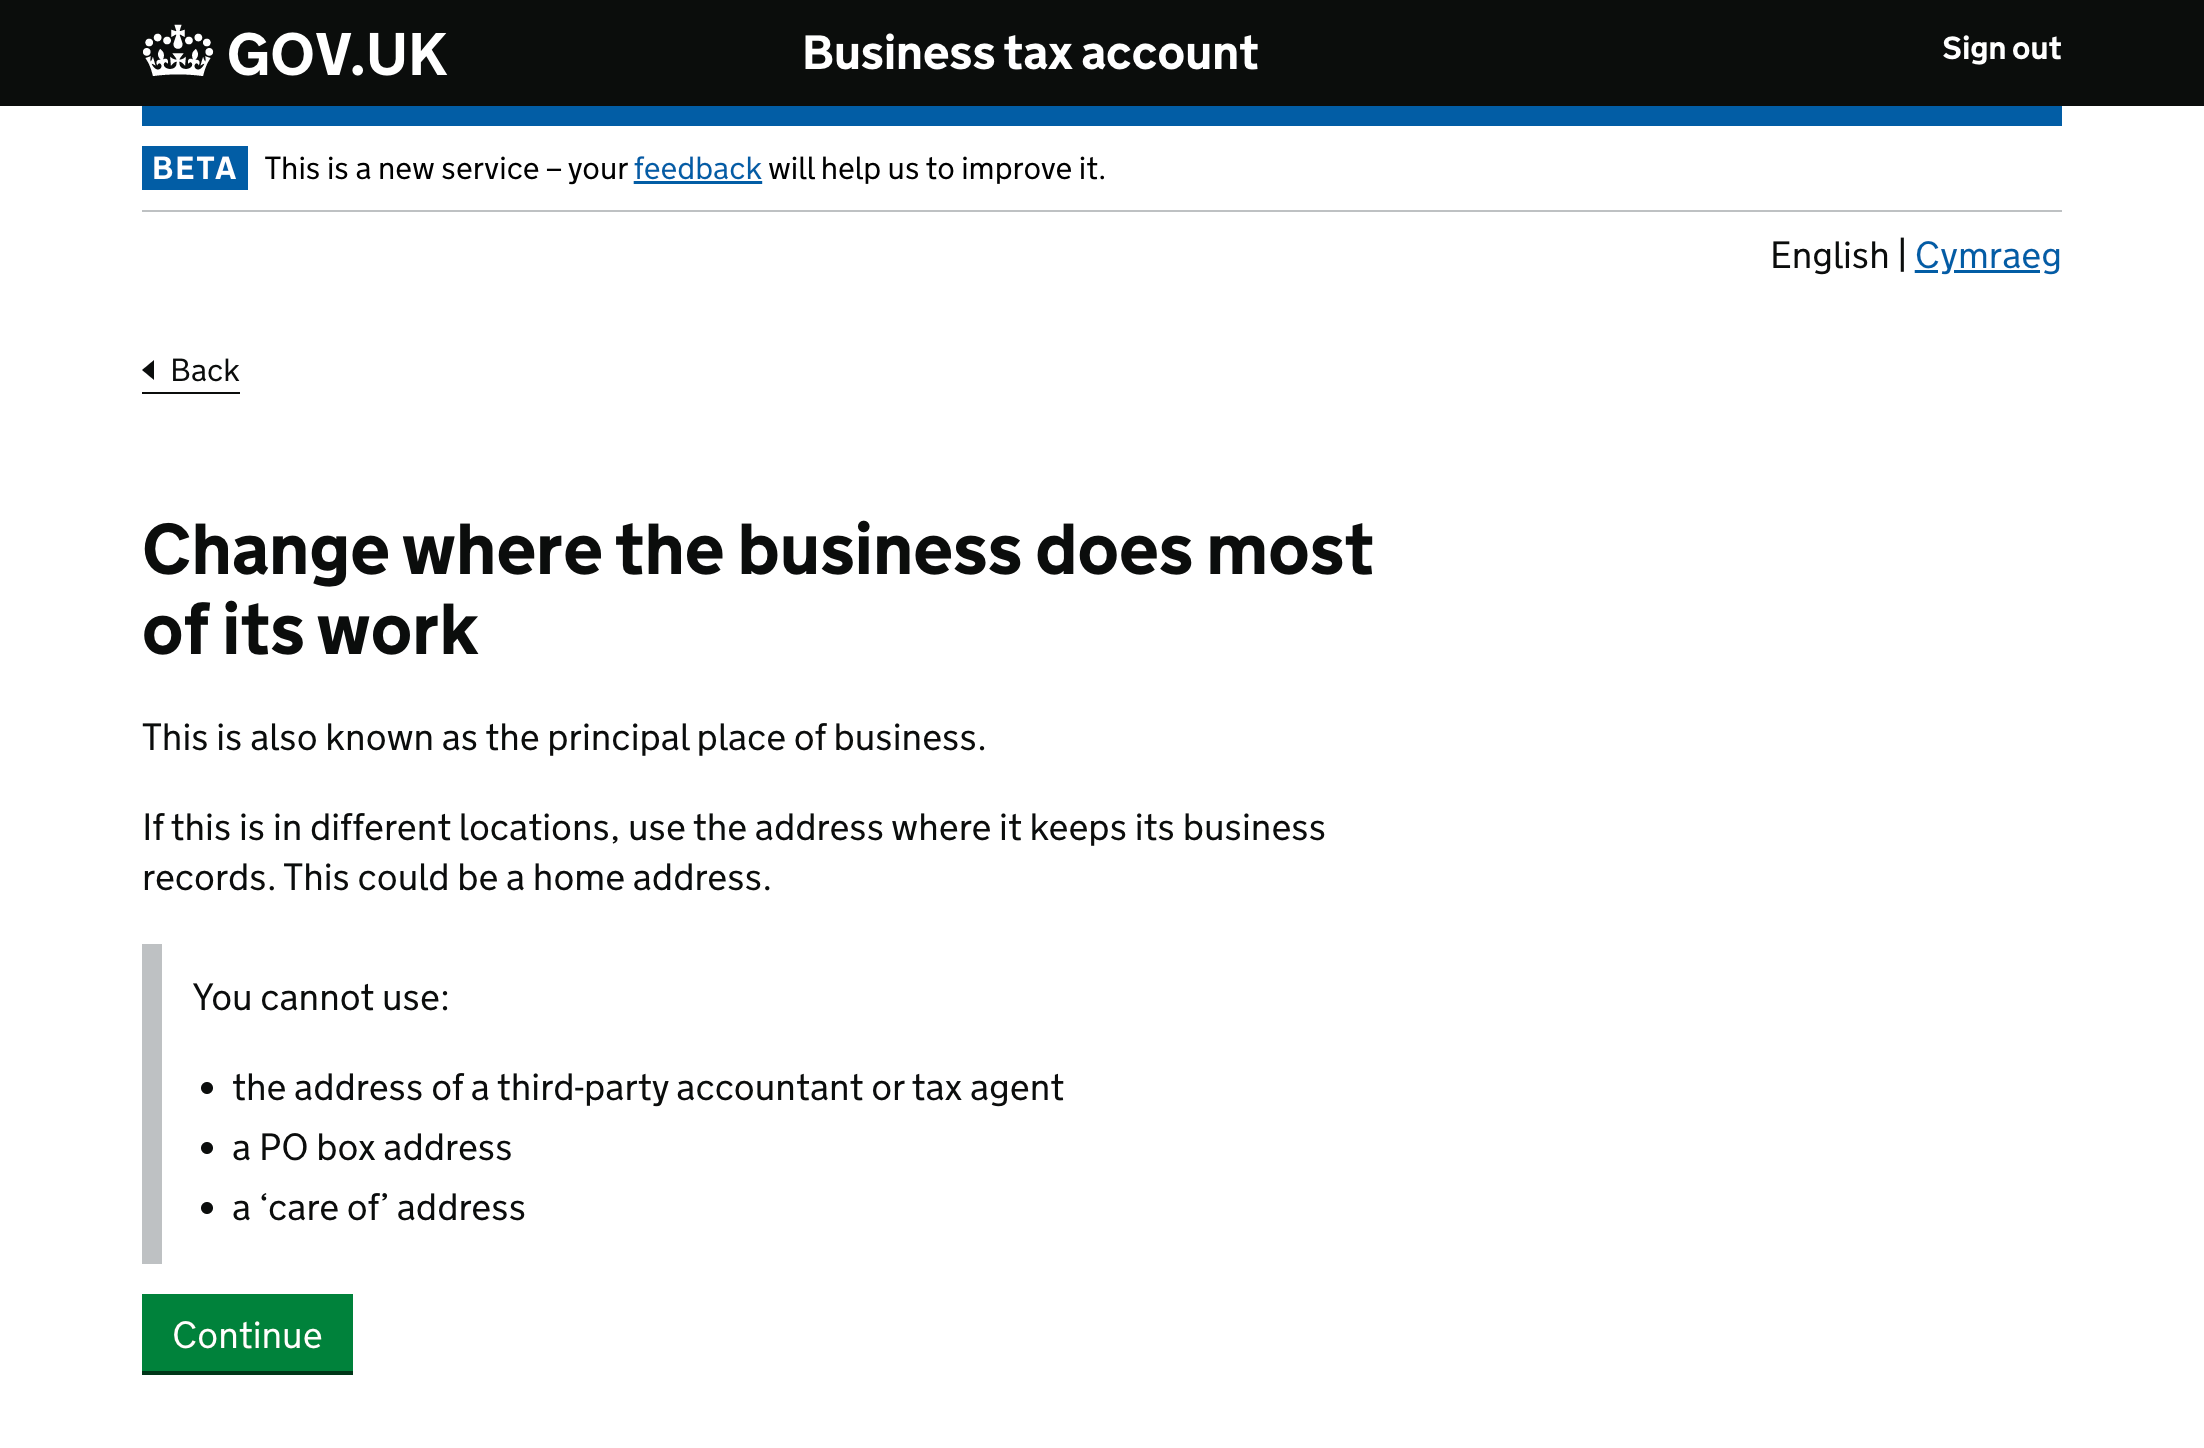 GOV.UK
Business tax account
Sign out
BETA
This is a new service – your feedback will help us to improve it.
English | Cymraeg
Back
Change where the business does most
of its work
This is also known as the principal place of business.
If this is in different locations, use the address where it keeps its business
records. This could be a home address.
You cannot use:
• the address of a third-party accountant or tax agent
• a PO box address
• a ‘care of’ address
Continue